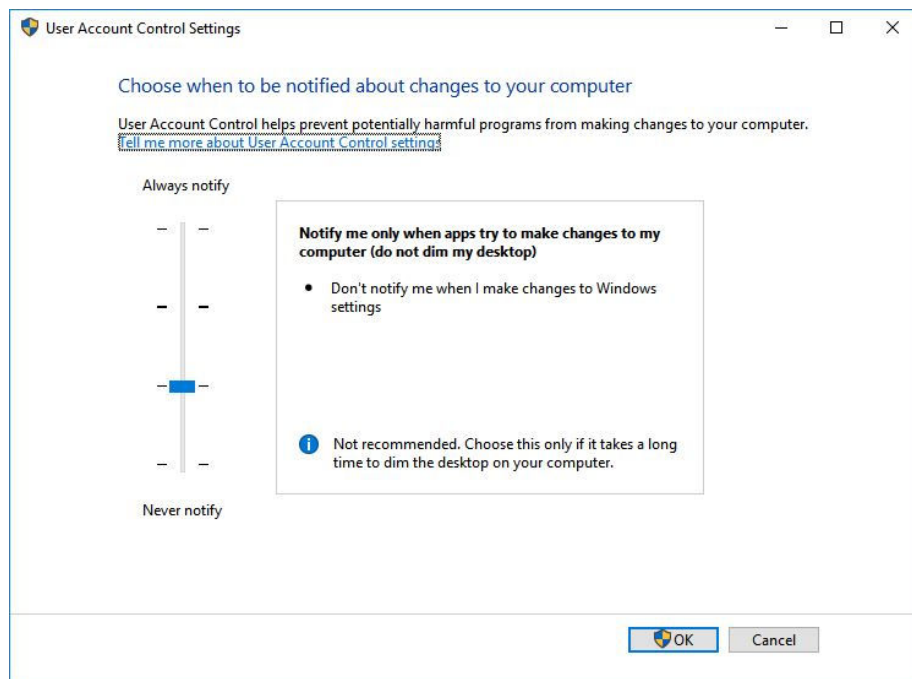 User Account Control Settings
Choose when to be notified about changes to your computer
User Account Control helps prevent potentially harmful programs from making changes to your computer.
Tell me more about User Account Control settings
Always notify
Notify me only when apps try to make changes to my
computer (do not dim my desktop)
• Don't notify me when I make changes to Windows
settings
Not recommended. Choose this only if it takes a long
time to dim the desktop on your computer.
Never notify
OK
Cancel